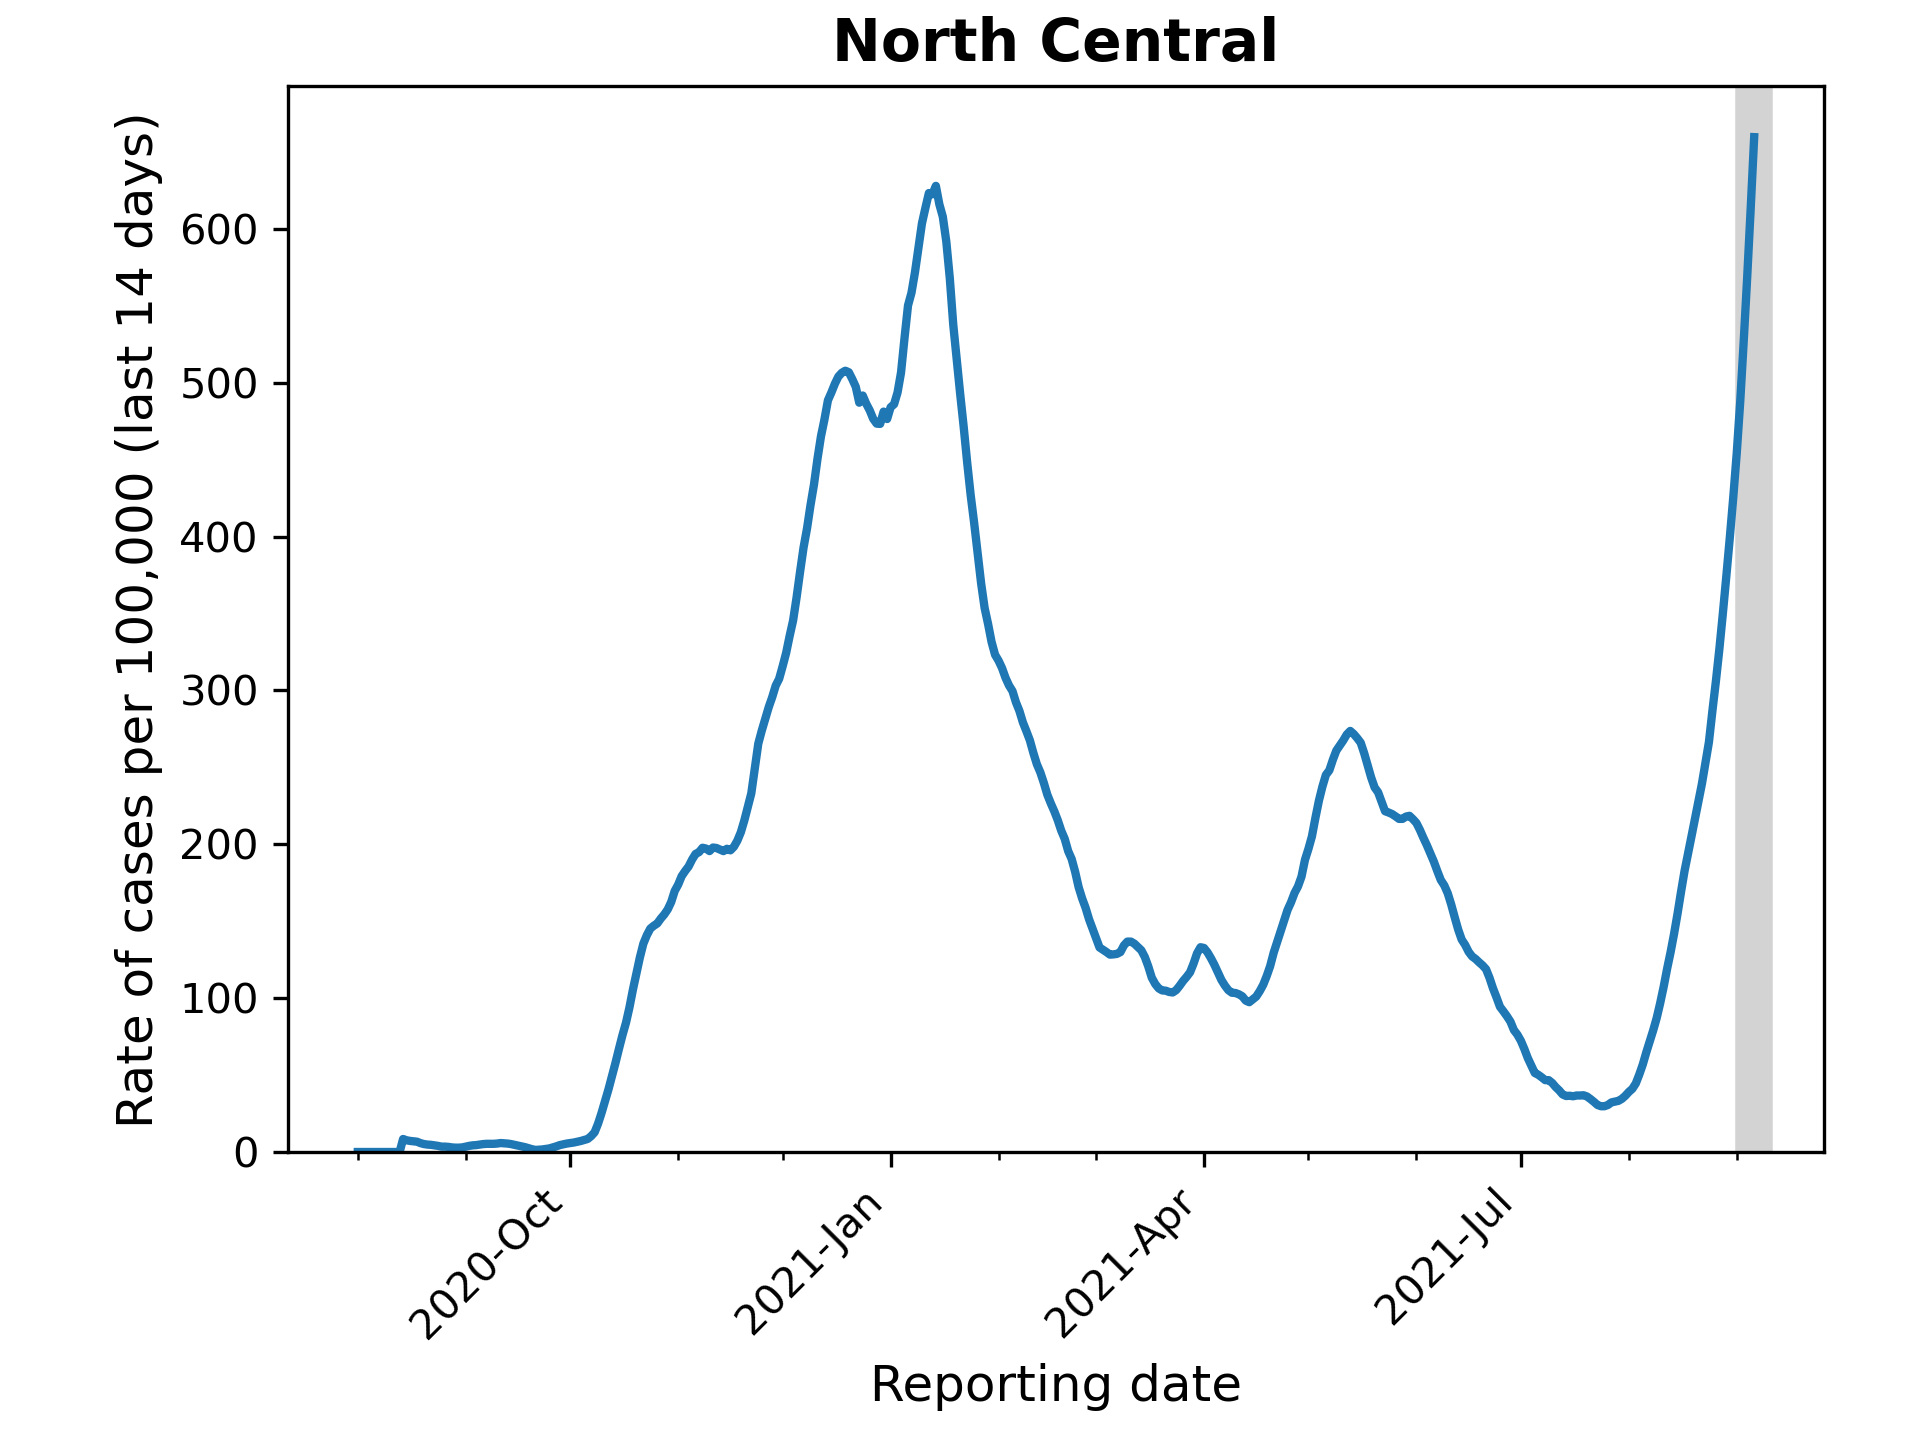 North Central
Rate of cases per 100,000 (last 14 days)
600
500
400
300
200
100
0
2020-Oct
2021-Jan
2021-Apr
2021-Jul
Reporting date